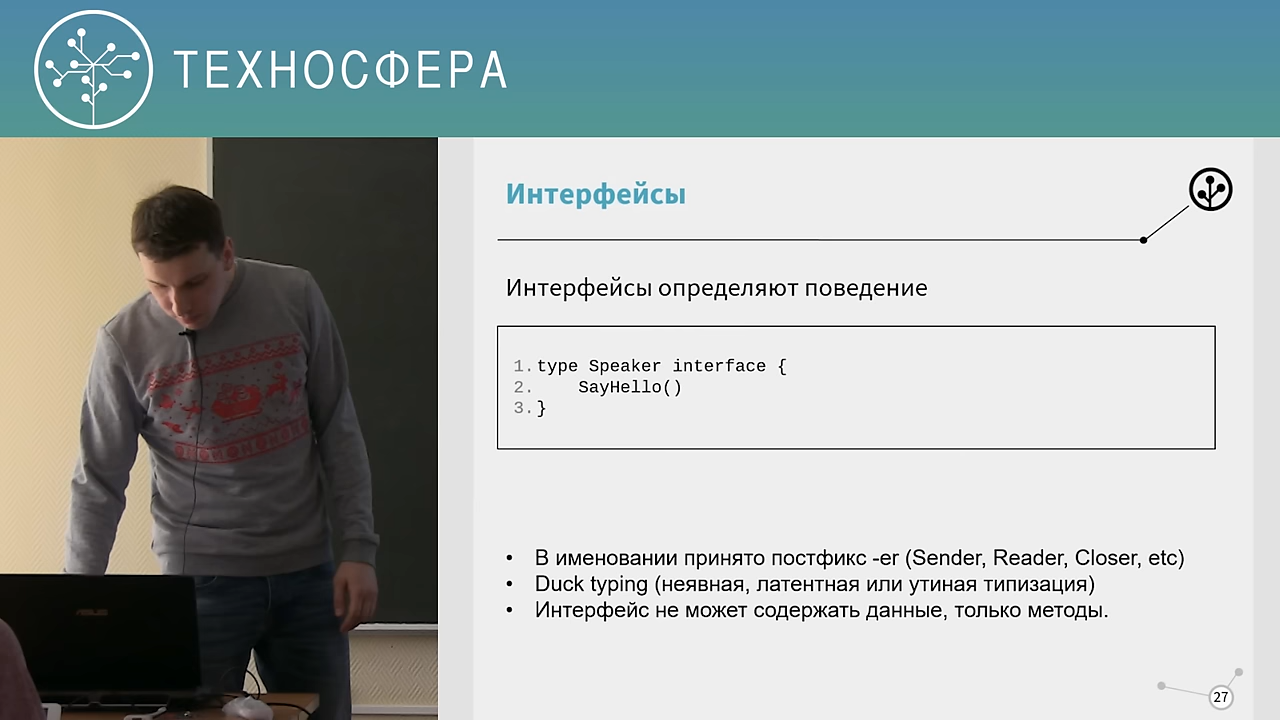 ТЕХНОСФЕРА
Интерфейсы
Интерфейсы определяют поведение
1. type Speaker interface {
2.     SayHello()
3. }
• В именовании принято постфикс -er (Sender, Reader, Closer, etc)
• Duck typing (неявная, латентная или утиная типизация)
• Интерфейс не может содержать данные, только методы.
27
ASUS